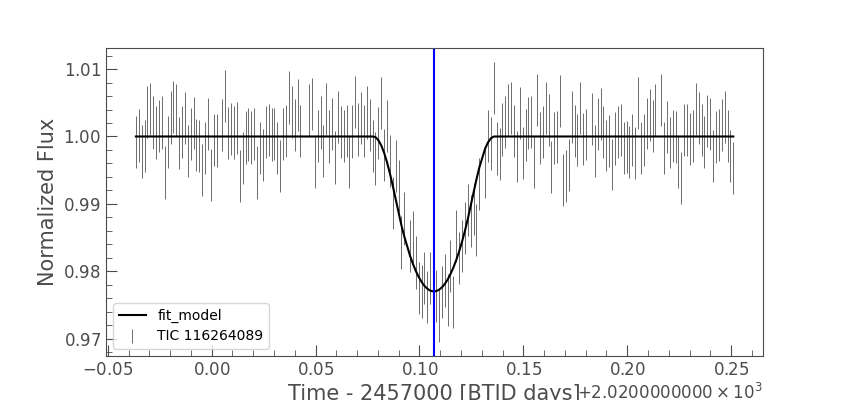 1.01
1.00
0.99
0.98
0.97
Normalized Flux
fit_model
TIC 116264089
−0.05 0.00 0.05 0.10 0.15 0.20 0.25
Time - 2457000 [BTJD days]
+2.0200000000 × 10³